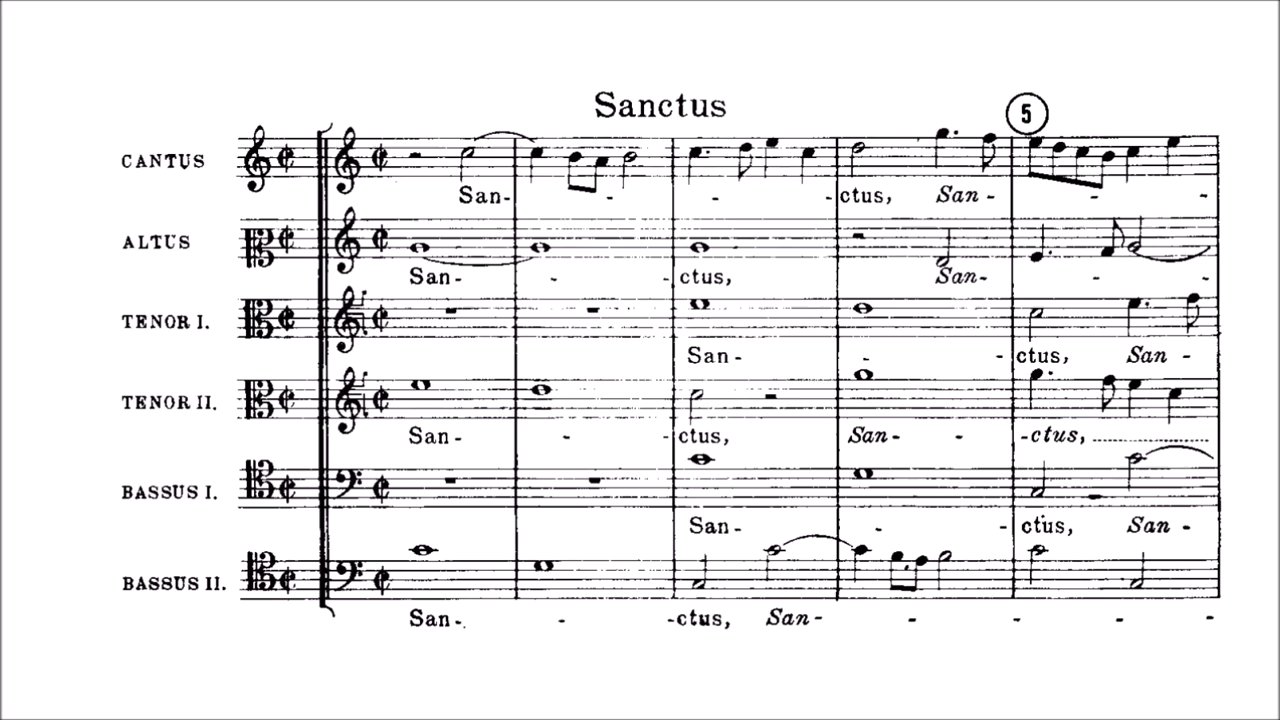 Sanctus
5
CANTUS
San- - - -ctus, San- - -
ALTUS
San- - -ctus, San- - -
TENOR I.
San- - -ctus, San -
TENOR II.
San- - -ctus, San- - -ctus,
BASSUS I.
San- - -ctus, San -
BASSUS II.
San- - -ctus, San- - - - -